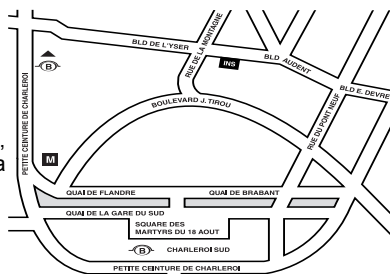 BLD DE L'YSER
RUE DE LA MONTAGNE
BLD AUDENT
INS
B
BOULEVARD J. TIROU
BLD E. DEVRE
RUE DU PONT NEUF
PETITE CEINTURE DE CHARLEROI
,
a
M
QUAI DE FLANDRE
QUAI DE BRABANT
QUAI DE LA GARE DU SUD
SQUARE DES
MARTYRS DU 18 AOUT
B
CHARLEROI SUD
PETITE CEINTURE DE CHARLEROI